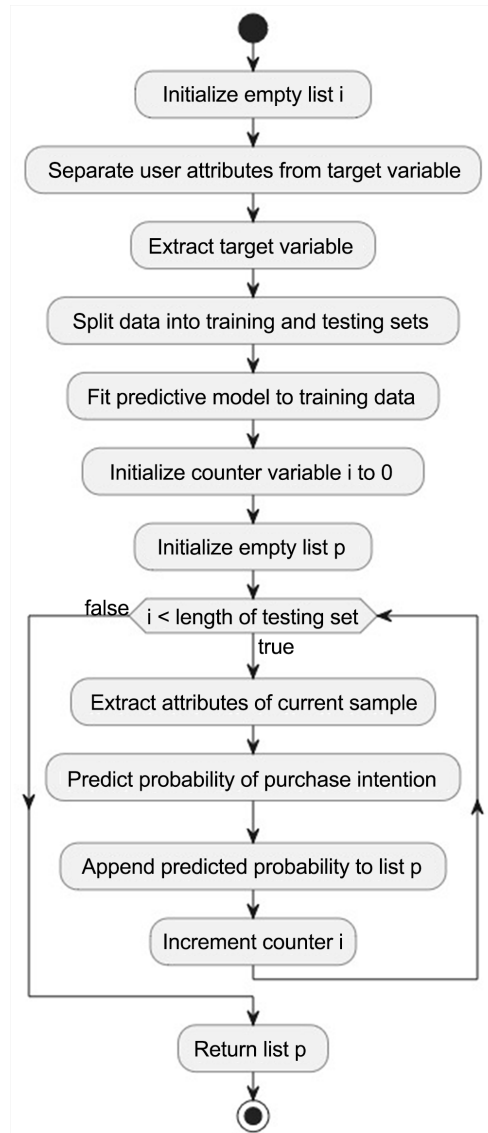 Initialize empty list i
Separate user attributes from target variable
Extract target variable
Split data into training and testing sets
Fit predictive model to training data
Initialize counter variable i to 0
Initialize empty list p
false
i < length of testing set
true
Extract attributes of current sample
Predict probability of purchase intention
Append predicted probability to list p
Increment counter i
Return list p